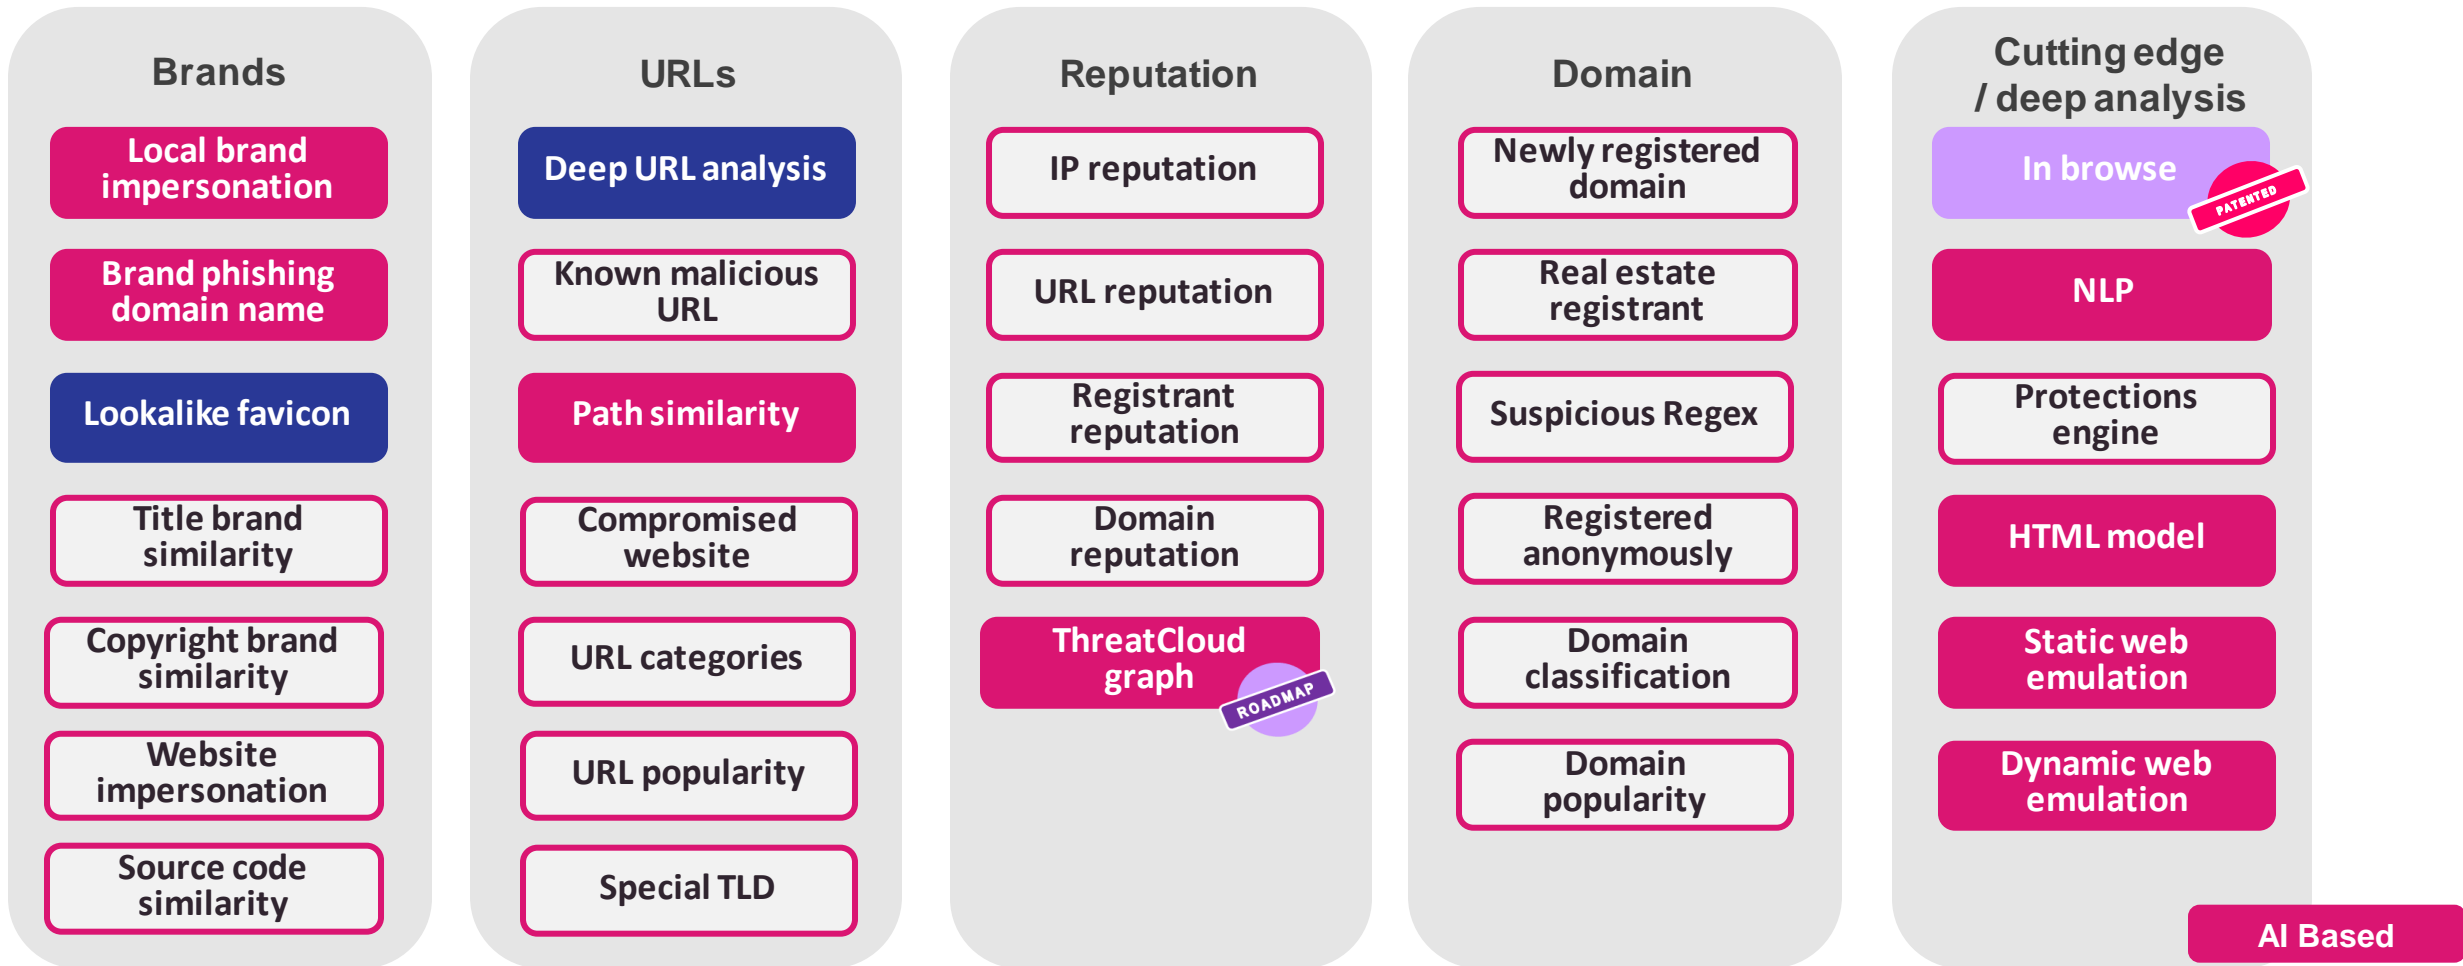 Brands
Local brand
impersonation
Brand phishing
domain name
Lookalike favicon
Title brand
similarity
Copyright brand
similarity
Website
impersonation
Source code
similarity
URLs
Deep URL analysis
Known malicious
URL
Path similarity
Compromised
website
URL categories
URL popularity
Special TLD
Reputation
IP reputation
URL reputation
Registrant
reputation
Domain
reputation
ThreatCloud
graph
ROADMAP
Domain
Newly registered
domain
Real estate
registrant
Suspicious Regex
Registered
anonymously
Domain
classification
Domain
popularity
Cutting edge
/ deep analysis
In browse
PATENTED
NLP
Protections
engine
HTML model
Static web
emulation
Dynamic web
emulation
AI Based